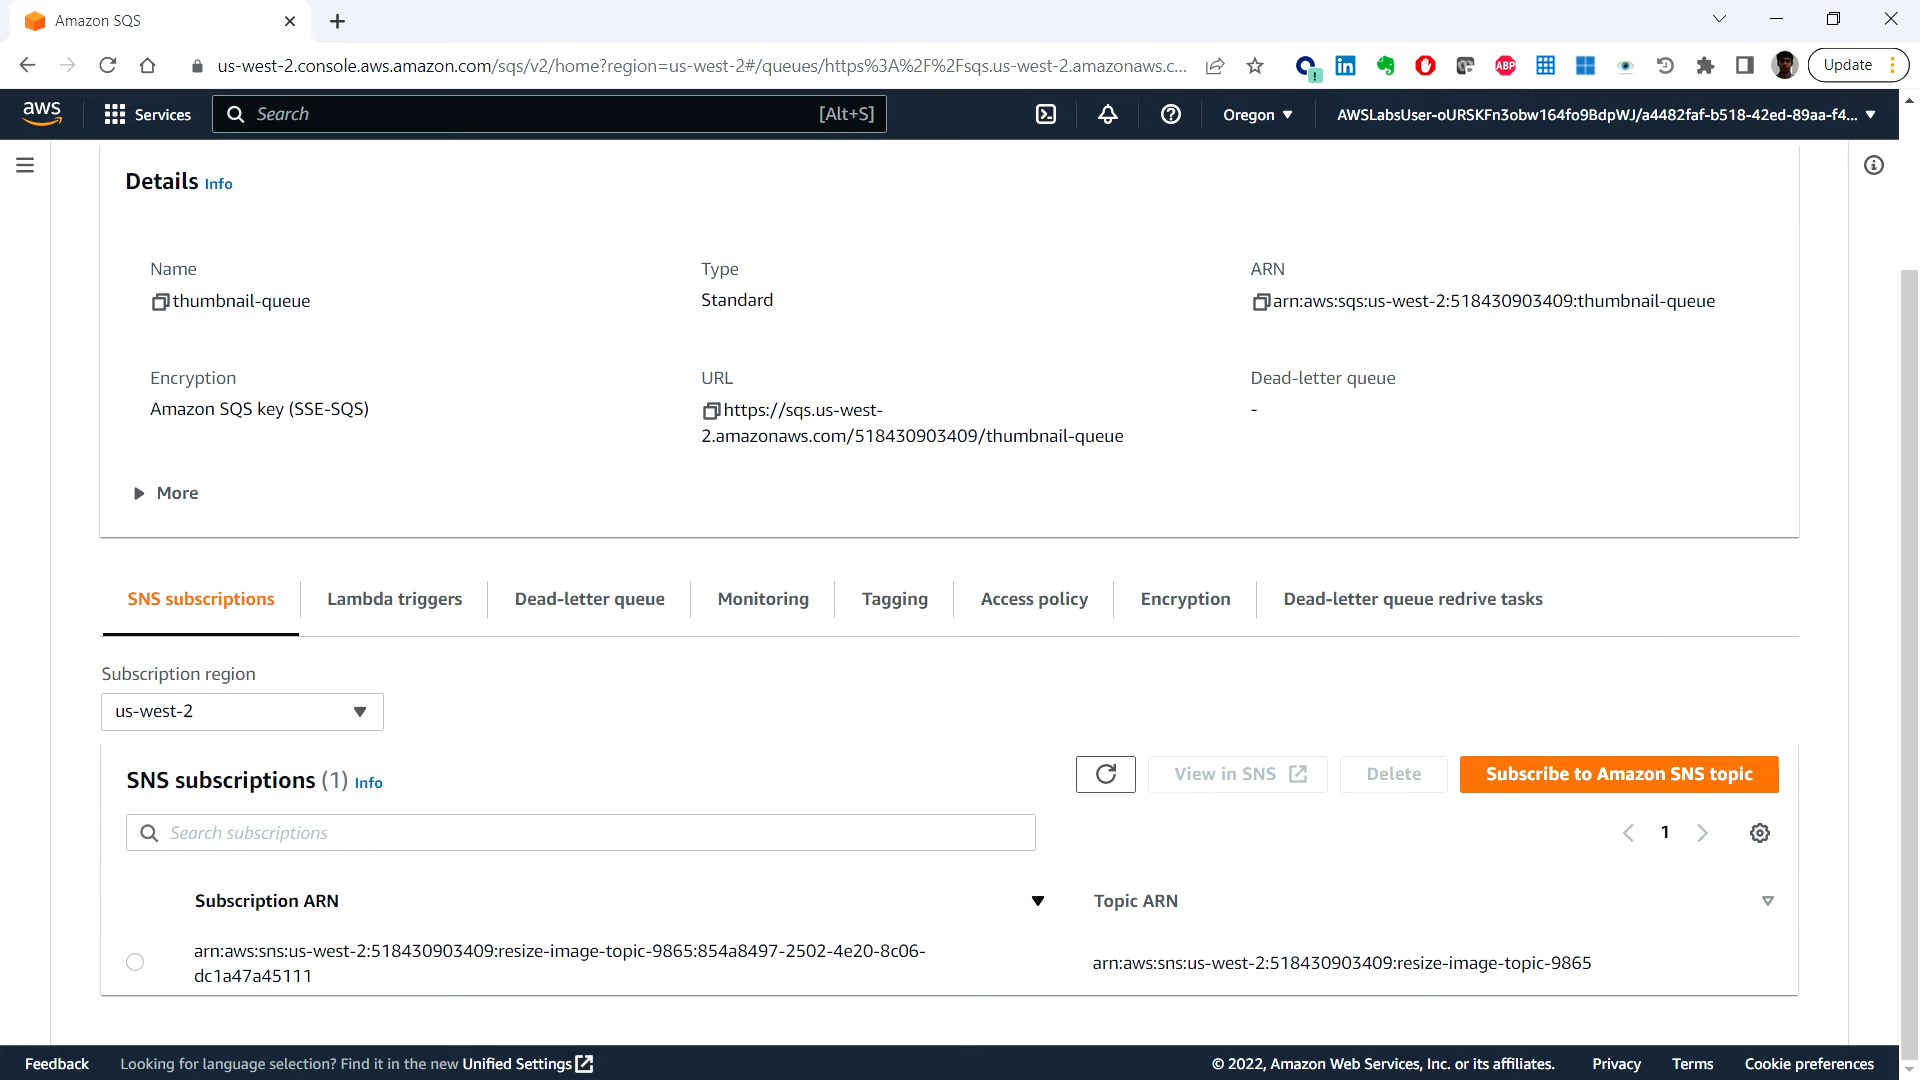 Amazon SQS
us-west-2.console.aws.amazon.com/sqs/v2/home?region=us-west-2#/queues/https%3A%2F%2Fsqs.us-west-2.amazonaws.c...
ABP
Update
aws
Services
Search
[Alt+S]
Oregon
AWSLabsUser-oURSKFn3obw164fo9BdpWJ/a4482faf-b518-42ed-89aa-f4...
Details Info
Name
Type
ARN
thumbnail-queue
Standard
arn:aws:sqs:us-west-2:518430903409:thumbnail-queue
Encryption
URL
Dead-letter queue
Amazon SQS key (SSE-SQS)
https://sqs.us-west-
2.amazonaws.com/518430903409/thumbnail-queue
-
More
SNS subscriptions
Lambda triggers
Dead-letter queue
Monitoring
Tagging
Access policy
Encryption
Dead-letter queue redrive tasks
Subscription region
us-west-2
SNS subscriptions (1) Info
View in SNS
Delete
Subscribe to Amazon SNS topic
Search subscriptions
1
Subscription ARN
Topic ARN
arn:aws:sns:us-west-2:518430903409:resize-image-topic-9865:854a8497-2502-4e20-8c06-
dc1a47a45111
arn:aws:sns:us-west-2:518430903409:resize-image-topic-9865
Feedback
Looking for language selection? Find it in the new Unified Settings
© 2022, Amazon Web Services, Inc. or its affiliates.
Privacy
Terms
Cookie preferences